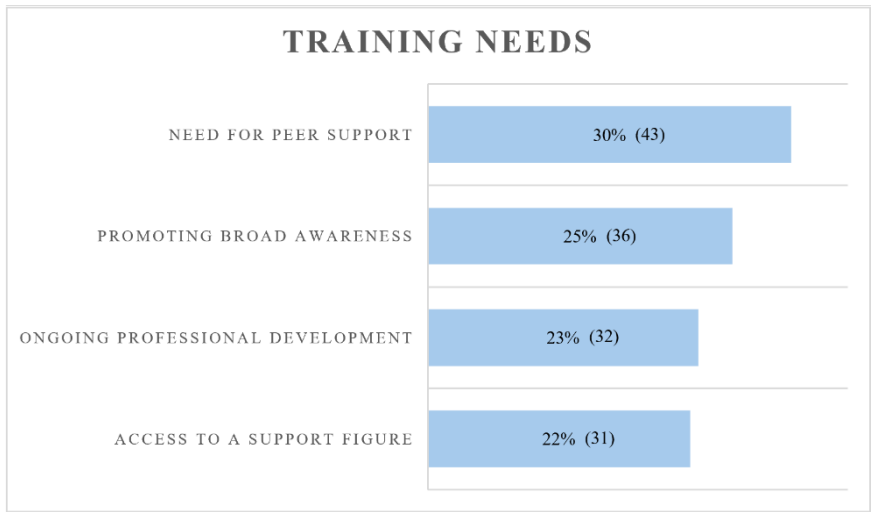 TRAINING NEEDS
NEED FOR PEER SUPPORT
30% (43)
PROMOTING BROAD AWARENESS
25% (36)
ONGOING PROFESSIONAL DEVELOPMENT
23% (32)
ACCESS TO A SUPPORT FIGURE
22% (31)